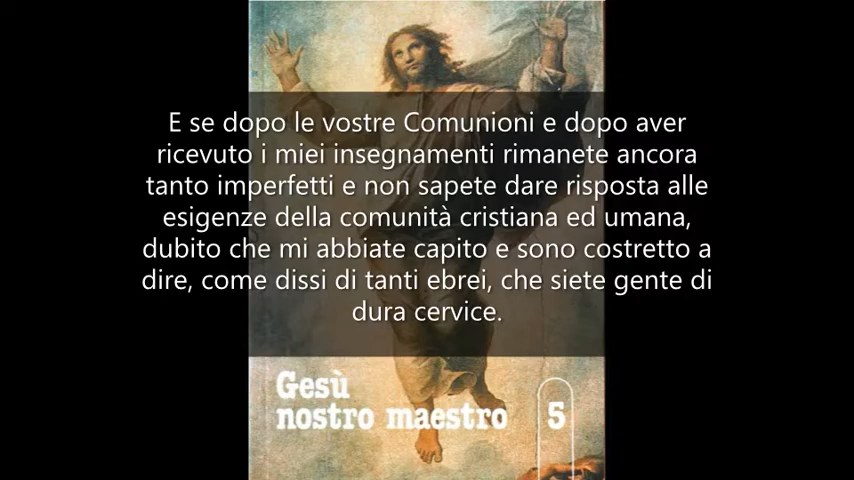 E se dopo le vostre Comunioni e dopo aver
ricevuto i miei insegnamenti rimanete ancora
tanto imperfetti e non sapete dare risposta alle
esigenze della comunità cristiana ed umana,
dubito che mi abbiate capito e sono costretto a
dire, come dissi di tanti ebrei, che siete gente di
dura cervice.
Gesù
nostro maestro 5